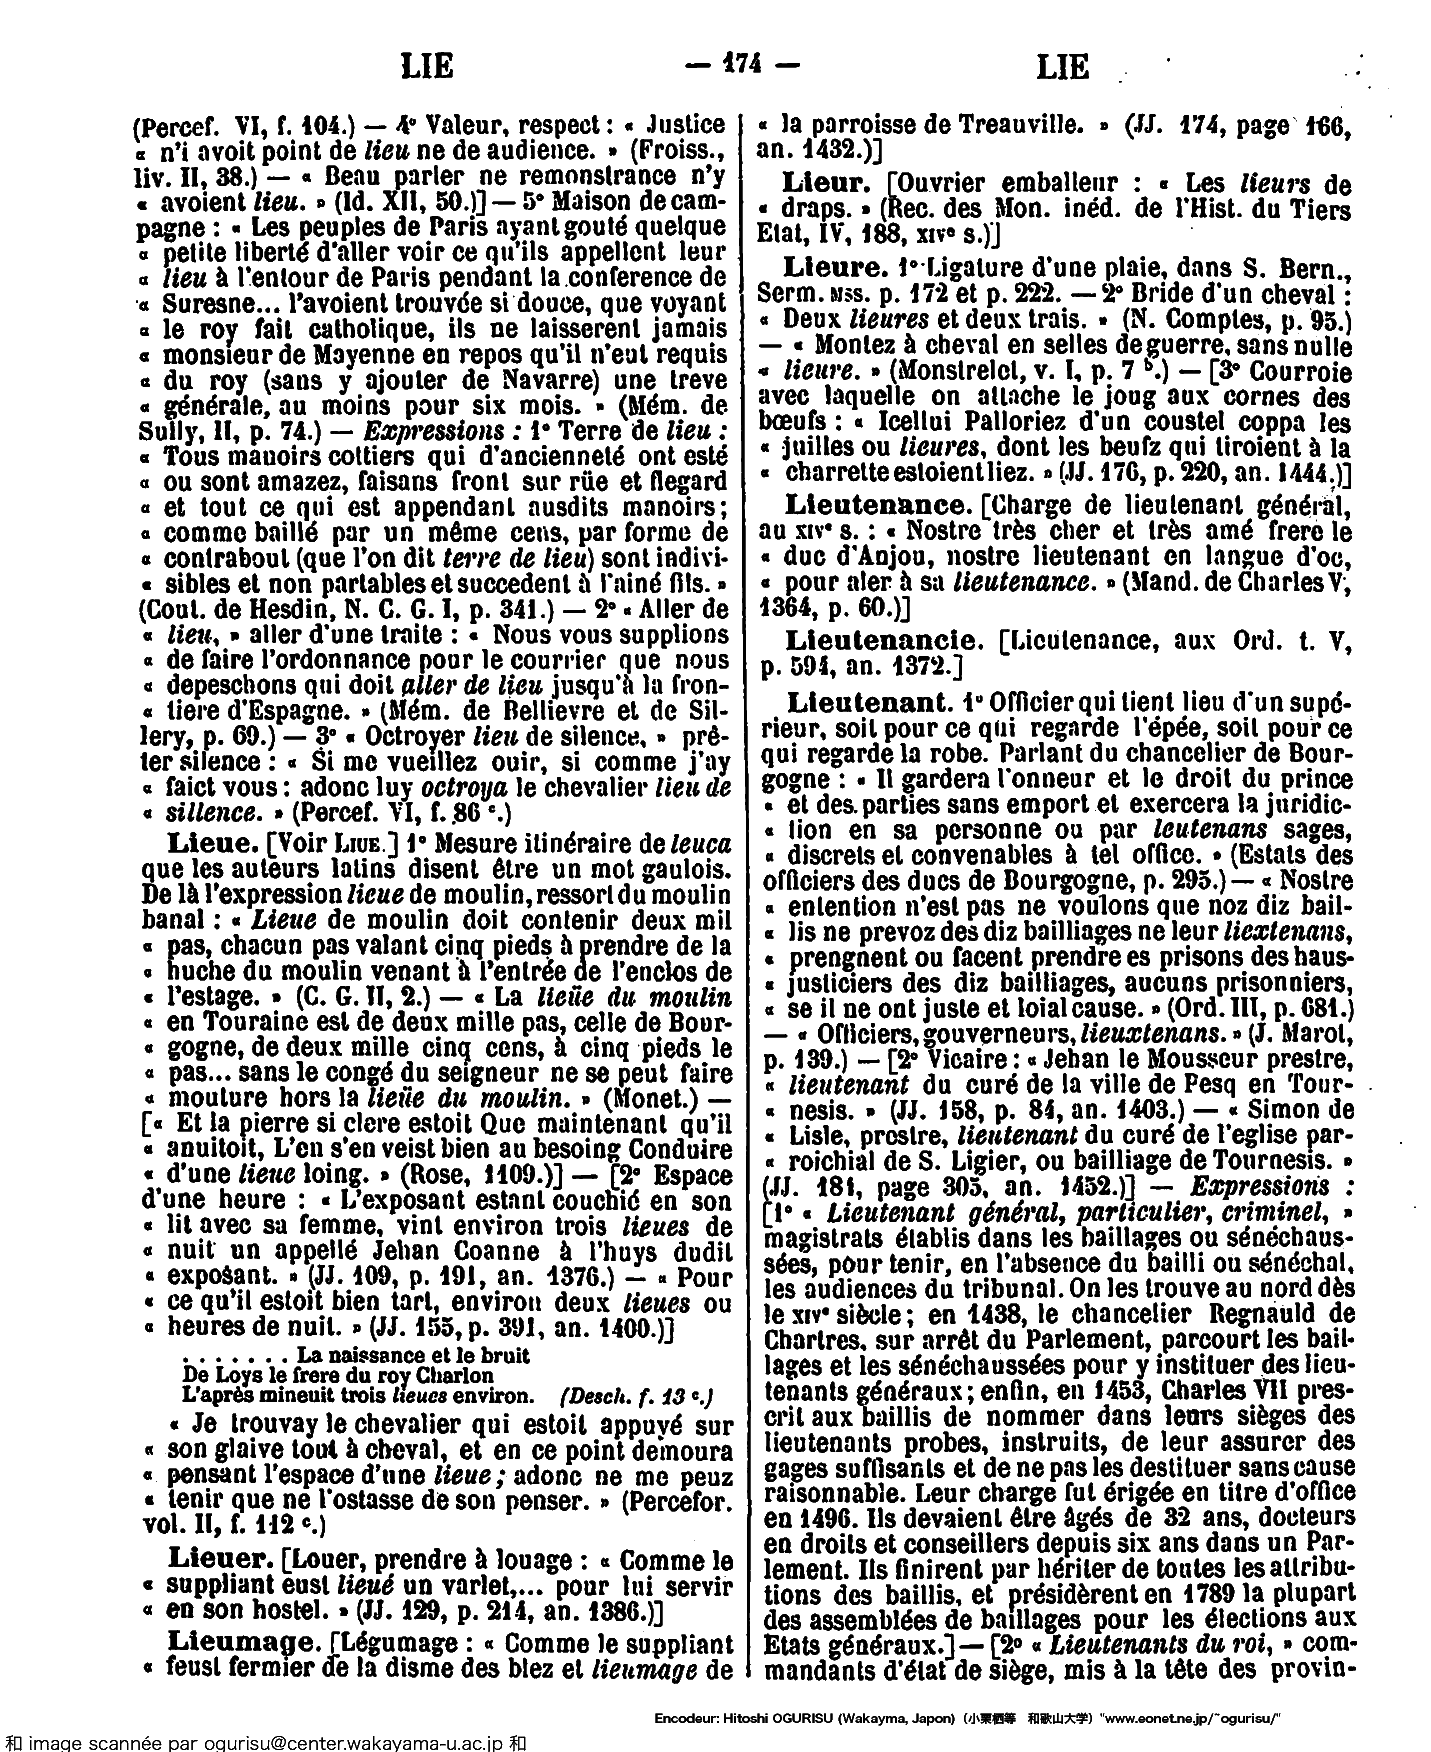 LIE — 174 — LIE
(Percef. VI, f. 104.) — 4° Valeur, respect : « Justice
« n'i avoit point de lieu ne de audience. » (Froiss.,
liv. II, 38.) — « Beau parler ne remonstrance n'y
« avoient lieu. » (Id. XII, 50.)] — 5° Maison de cam-
pagne : « Les peuples de Paris ayant gouté quelque
« petite liberté d'aller voir ce qu'ils appellent leur
« lieu à l'entour de Paris pendant la conference de
« Suresne... l'avoient trouvée si douce, que voyant
« le roy fait catholique, ils ne laisserent jamais
« monsieur de Mayenne en repos qu'il n'eut requis
« du roy (sans y ajouter de Navarre) une treve
« générale, au moins pour six mois. » (Mém. de
Sully, II, p. 74.) — Expressions : 1° Terre de lieu :
« Tous manoirs cottiers qui d'ancienneté ont esté
« ou sont amazez, faisans front sur rüe et flegard
« et tout ce qui est appendant ausdits manoirs ;
« comme baillé par un même cens, par forme de
« contrabout (que l'on dit terre de lieu) sont indivi-
« sibles et non partables et succedent à l'ainé fils. »
(Cout. de Hesdin, N. C. G. I, p. 341.) — 2° « Aller de
« lieu, » aller d'une traite : « Nous vous supplions
« de faire l'ordonnance pour le courrier que nous
« depeschons qui doit aller de lieu jusqu'à la fron-
« tiere d'Espagne. » (Mém. de Bellievre et de Sil-
lery, p. 69.) — 3° « Octroyer lieu de silence, » prê-
ter silence : « Si me vueillez ouir, si comme j'ay
« faict vous : adonc luy octroya le chevalier lieu de
« sillence. » (Percef. VI, f. 86 c.)
Lieue. [Voir LIUE.] 1° Mesure itinéraire de leuca
que les auteurs latins disent être un mot gaulois.
De là l'expression lieue de moulin, ressort du moulin
banal : « Lieue de moulin doit contenir deux mil
« pas, chacun pas valant cinq pieds à prendre de la
« huche du moulin venant à l'entrée de l'enclos de
« l'estage. » (C. G. II, 2.) — « La lieüe du moulin
« en Touraine est de deux mille pas, celle de Bour-
« gogne, de deux mille cinq cens, à cinq pieds le
« pas... sans le congé du seigneur ne se peut faire
« mouture hors la lieüe du moulin. » (Monet.) —
[« Et la pierre si clere estoit Que maintenant qu'il
« anuitoit, L'en s'en veist bien au besoing Conduire
« d'une lieue loing. » (Rose, 1109.)] — [2° Espace
d'une heure : « L'exposant estant couchié en son
« lit avec sa femme, vint environ trois lieues de
« nuit un appellé Jehan Coanne à l'huys dudit
« exposant. » (JJ. 109, p. 191, an. 1376.) — « Pour
« ce qu'il estoit bien tart, environ deux lieues ou
« heures de nuit. » (JJ. 155, p. 391, an. 1400.)]
. . . . . . . La naissance et le bruit
De Loys le frere du roy Charlon
L'après mineuit trois lieues environ. (Desch. f. 13 c.)
« Je trouvay le chevalier qui estoit appuyé sur
« son glaive tout à cheval, et en ce point demoura
« pensant l'espace d'une lieue ; adonc ne me peuz
« tenir que ne l'ostasse de son penser. » (Percefor.
vol. II, f. 112 c.)
Lieuer. [Louer, prendre à louage : « Comme le
« suppliant eust lieué un varlet,... pour lui servir
« en son hostel. » (JJ. 129, p. 214, an. 1386.)]
Lieumage. [Légumage : « Comme le suppliant
« feust fermier de la disme des blez et lieumage de
« la parroisse de Treauville. » (JJ. 174, page 166,
an. 1432.)]
Lieur. [Ouvrier emballeur : « Les lieurs de
« draps. » (Rec. des Mon. inéd. de l'Hist. du Tiers
Etat, IV, 188, XIVe s.)]
Lieure. 1° Ligature d'une plaie, dans S. Bern.,
Serm. MSS. p. 172 et p. 222. — 2° Bride d'un cheval :
« Deux lieures et deux trais. » (N. Comptes, p. 95.)
— « Montez à cheval en selles de guerre, sans nulle
« lieure. » (Monstrelet, v. I, p. 7 b.) — [3° Courroie
avec laquelle on attache le joug aux cornes des
bœufs : « Icellui Palloriez d'un coustel coppa les
« juilles ou lieures, dont les beufz qui tiroient à la
« charrette estoient liez. » (JJ. 176, p. 220, an. 1444.)]
Lieutenance. [Charge de lieutenant général,
au XIVe s. : « Nostre très cher et très amé frere le
« duc d'Anjou, nostre lieutenant en langue d'oc,
« pour aler à sa lieutenance. » (Mand. de Charles V,
1364, p. 60.)]
Lieutenancie. [Lieutenance, aux Ord. t. V,
p. 594, an. 1372.]
Lieutenant. 1° Officier qui tient lieu d'un supé-
rieur, soit pour ce qui regarde l'épée, soit pour ce
qui regarde la robe. Parlant du chancelier de Bour-
gogne : « Il gardera l'onneur et le droit du prince
« et des parties sans emport et exercera la juridic-
« tion en sa personne ou par leutenans sages,
« discrets et convenables à tel office. » (Estats des
officiers des ducs de Bourgogne, p. 295.) — « Nostre
« entention n'est pas ne voulons que noz diz bail-
« lis ne prevoz des diz bailliages ne leur liextenans,
« prengnent ou facent prendre es prisons des haus-
« justiciers des diz bailliages, aucuns prisonniers,
« se il ne ont juste et loial cause. » (Ord. III, p. 681.)
— « Officiers, gouverneurs, lieuxtenans. » (J. Marot,
p. 139.) — [2° Vicaire : « Jehan le Mousseur prestre,
« lieutenant du curé de la ville de Pesq en Tour-
« nesis. » (JJ. 158, p. 84, an. 1403.) — « Simon de
« Lisle, prestre, lieutenant du curé de l'eglise par-
« roichial de S. Ligier, ou bailliage de Tournesis. »
(JJ. 181, page 305, an. 1452.)] — Expressions :
[1° « Lieutenant général, particulier, criminel, »
magistrats établis dans les baillages ou sénéchaus-
sées, pour tenir, en l'absence du bailli ou sénéchal,
les audiences du tribunal. On les trouve au nord dès
le XIVe siècle ; en 1438, le chancelier Regnauld de
Chartres, sur arrêt du Parlement, parcourt les bail-
lages et les sénéchaussées pour y instituer des lieu-
tenants généraux ; enfin, en 1453, Charles VII pres-
crit aux baillis de nommer dans leurs sièges des
lieutenants probes, instruits, de leur assurer des
gages suffisants et de ne pas les destituer sans cause
raisonnable. Leur charge fut érigée en titre d'office
en 1496. Ils devaient être âgés de 32 ans, docteurs
en droits et conseillers depuis six ans dans un Par-
lement. Ils finirent par hériter de toutes les attribu-
tions des baillis, et présidèrent en 1789 la plupart
des assemblées de baillages pour les élections aux
Etats généraux.] — [2° « Lieutenants du roi, » com-
mandants d'état de siège, mis à la tête des provin-
Encodeur: Hitoshi OGURISU (Wakayma, Japon) (小栗栖等 和歌山大学) "www.eonet.ne.jp/~ogurisu/"
和 image scannée par ogurisu@center.wakayama-u.ac.jp 和